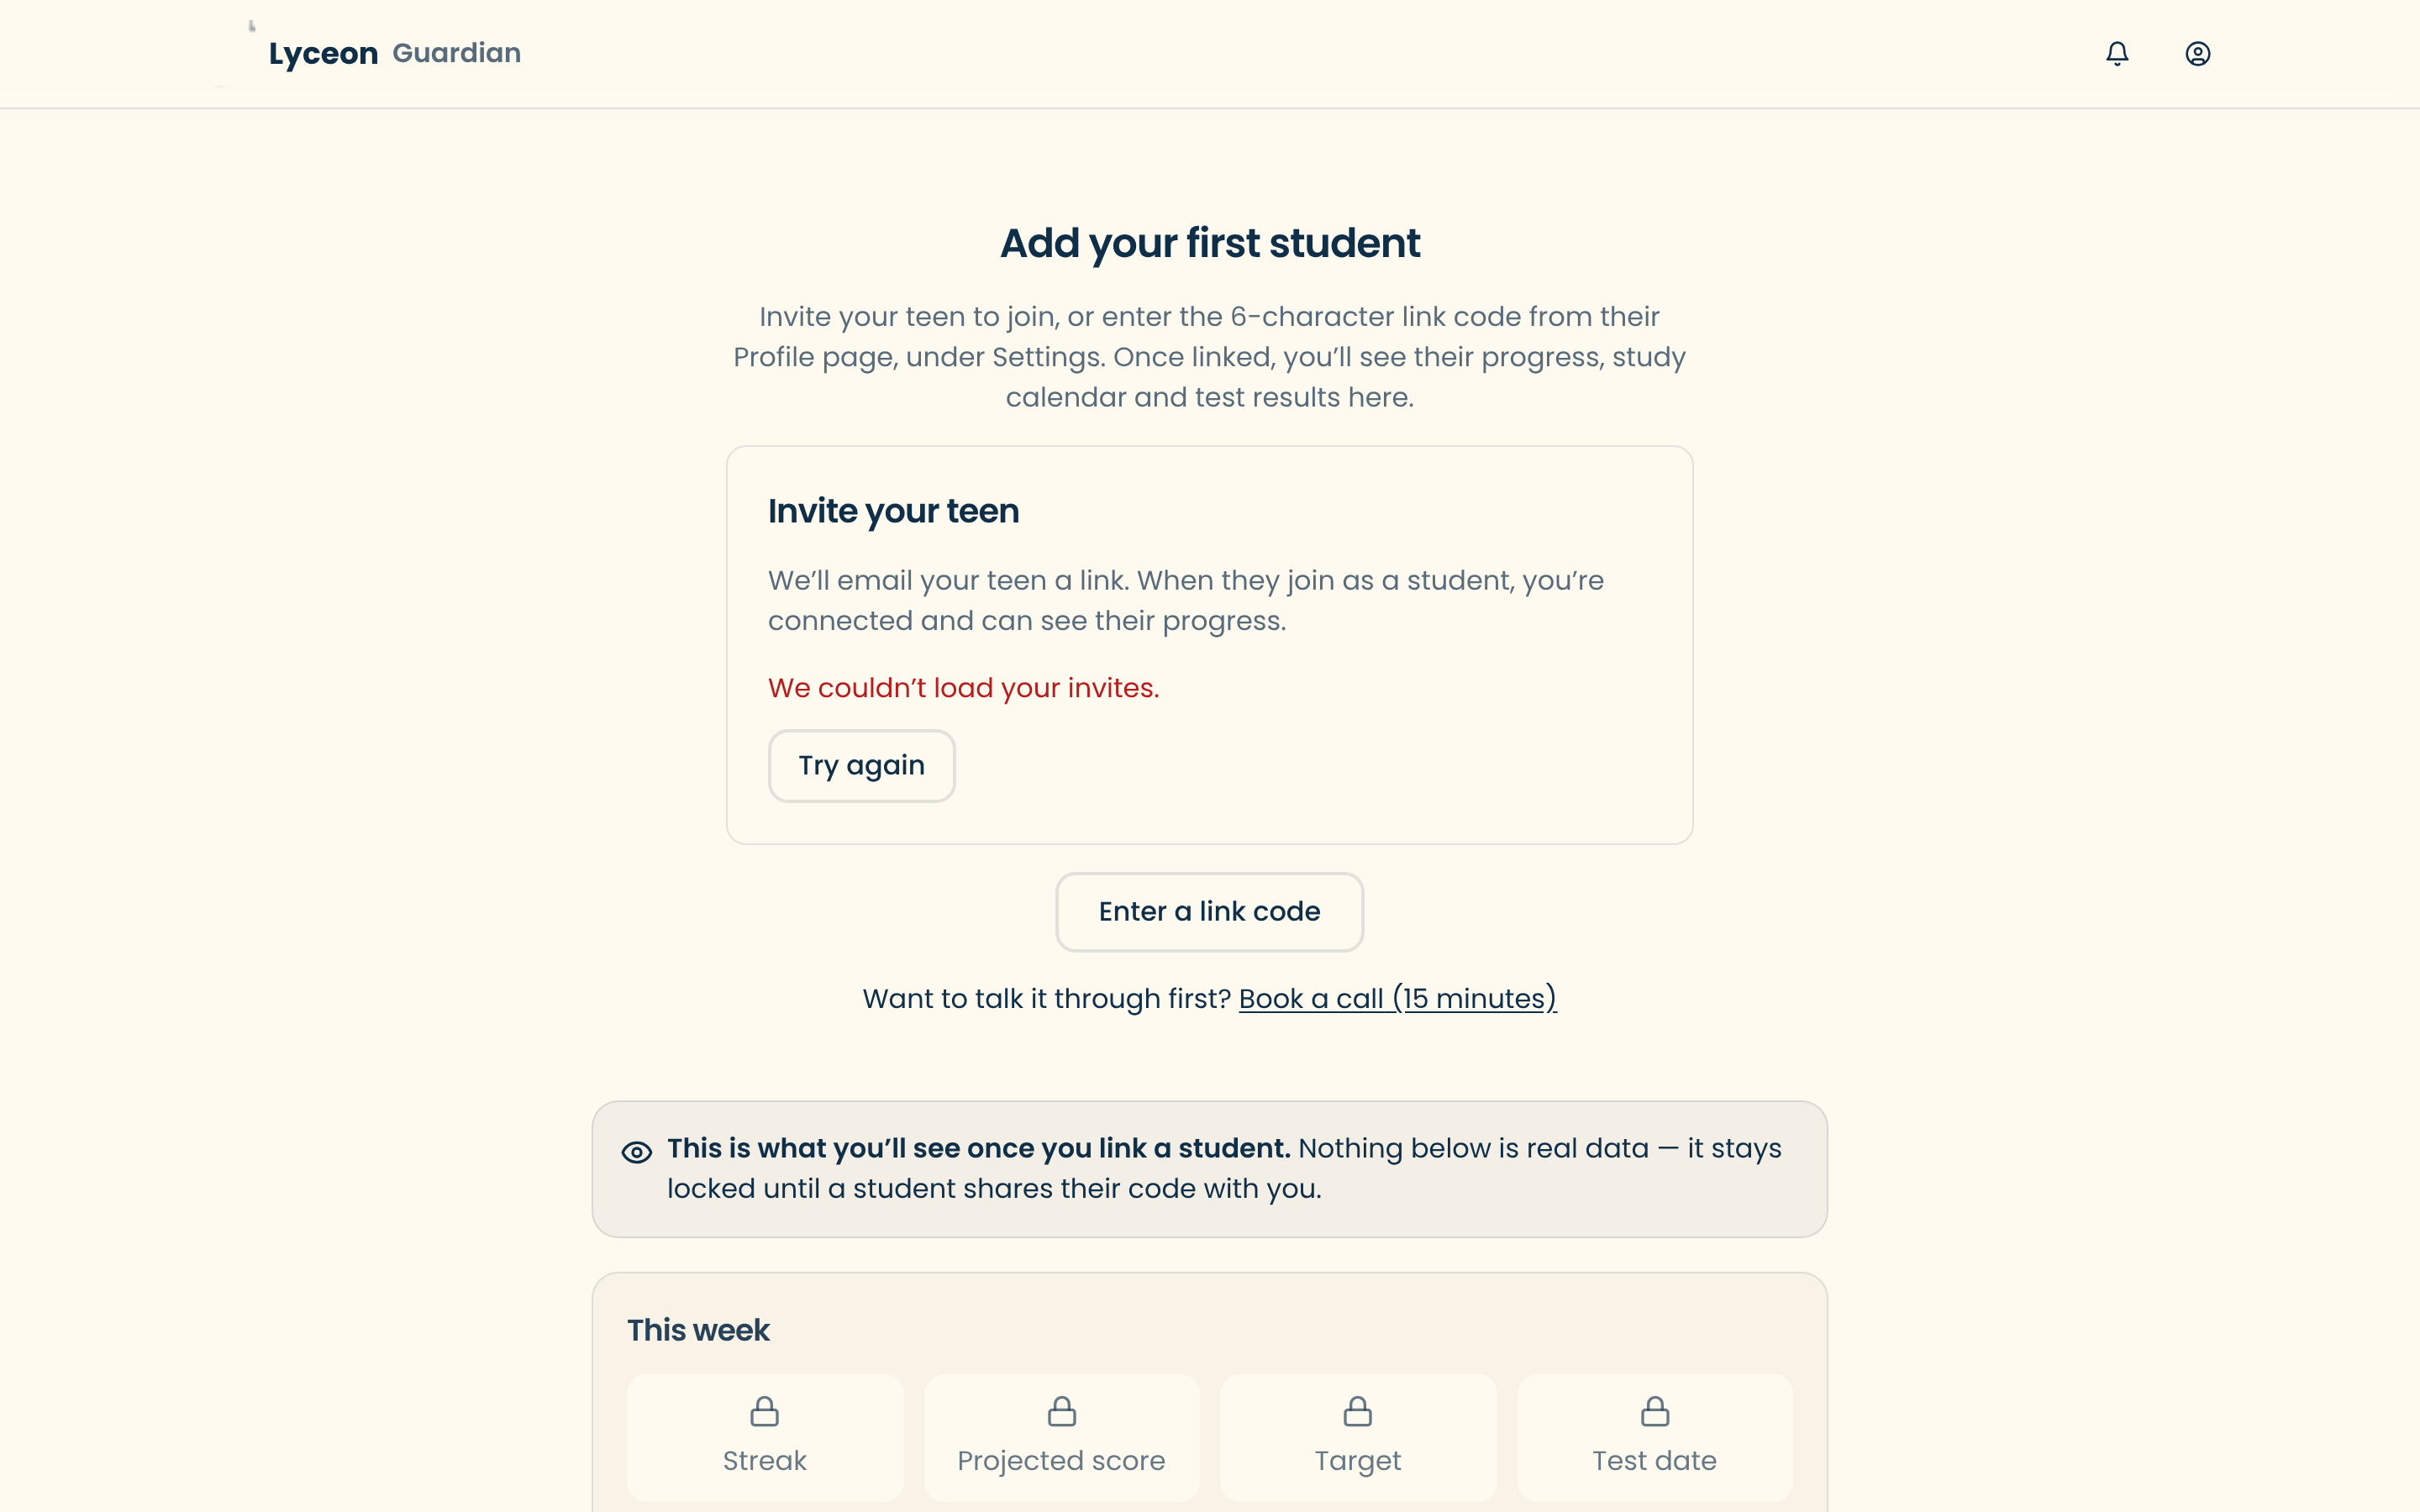 Lyceon Guardian
Add your first student
Invite your teen to join, or enter the 6-character link code from their
Profile page, under Settings. Once linked, you’ll see their progress, study
calendar and test results here.
Invite your teen
We’ll email your teen a link. When they join as a student, you’re
connected and can see their progress.
We couldn’t load your invites.
Try again
Enter a link code
Want to talk it through first? Book a call (15 minutes)
This is what you’ll see once you link a student. Nothing below is real data — it stays
locked until a student shares their code with you.
This week
Streak
Projected score
Target
Test date